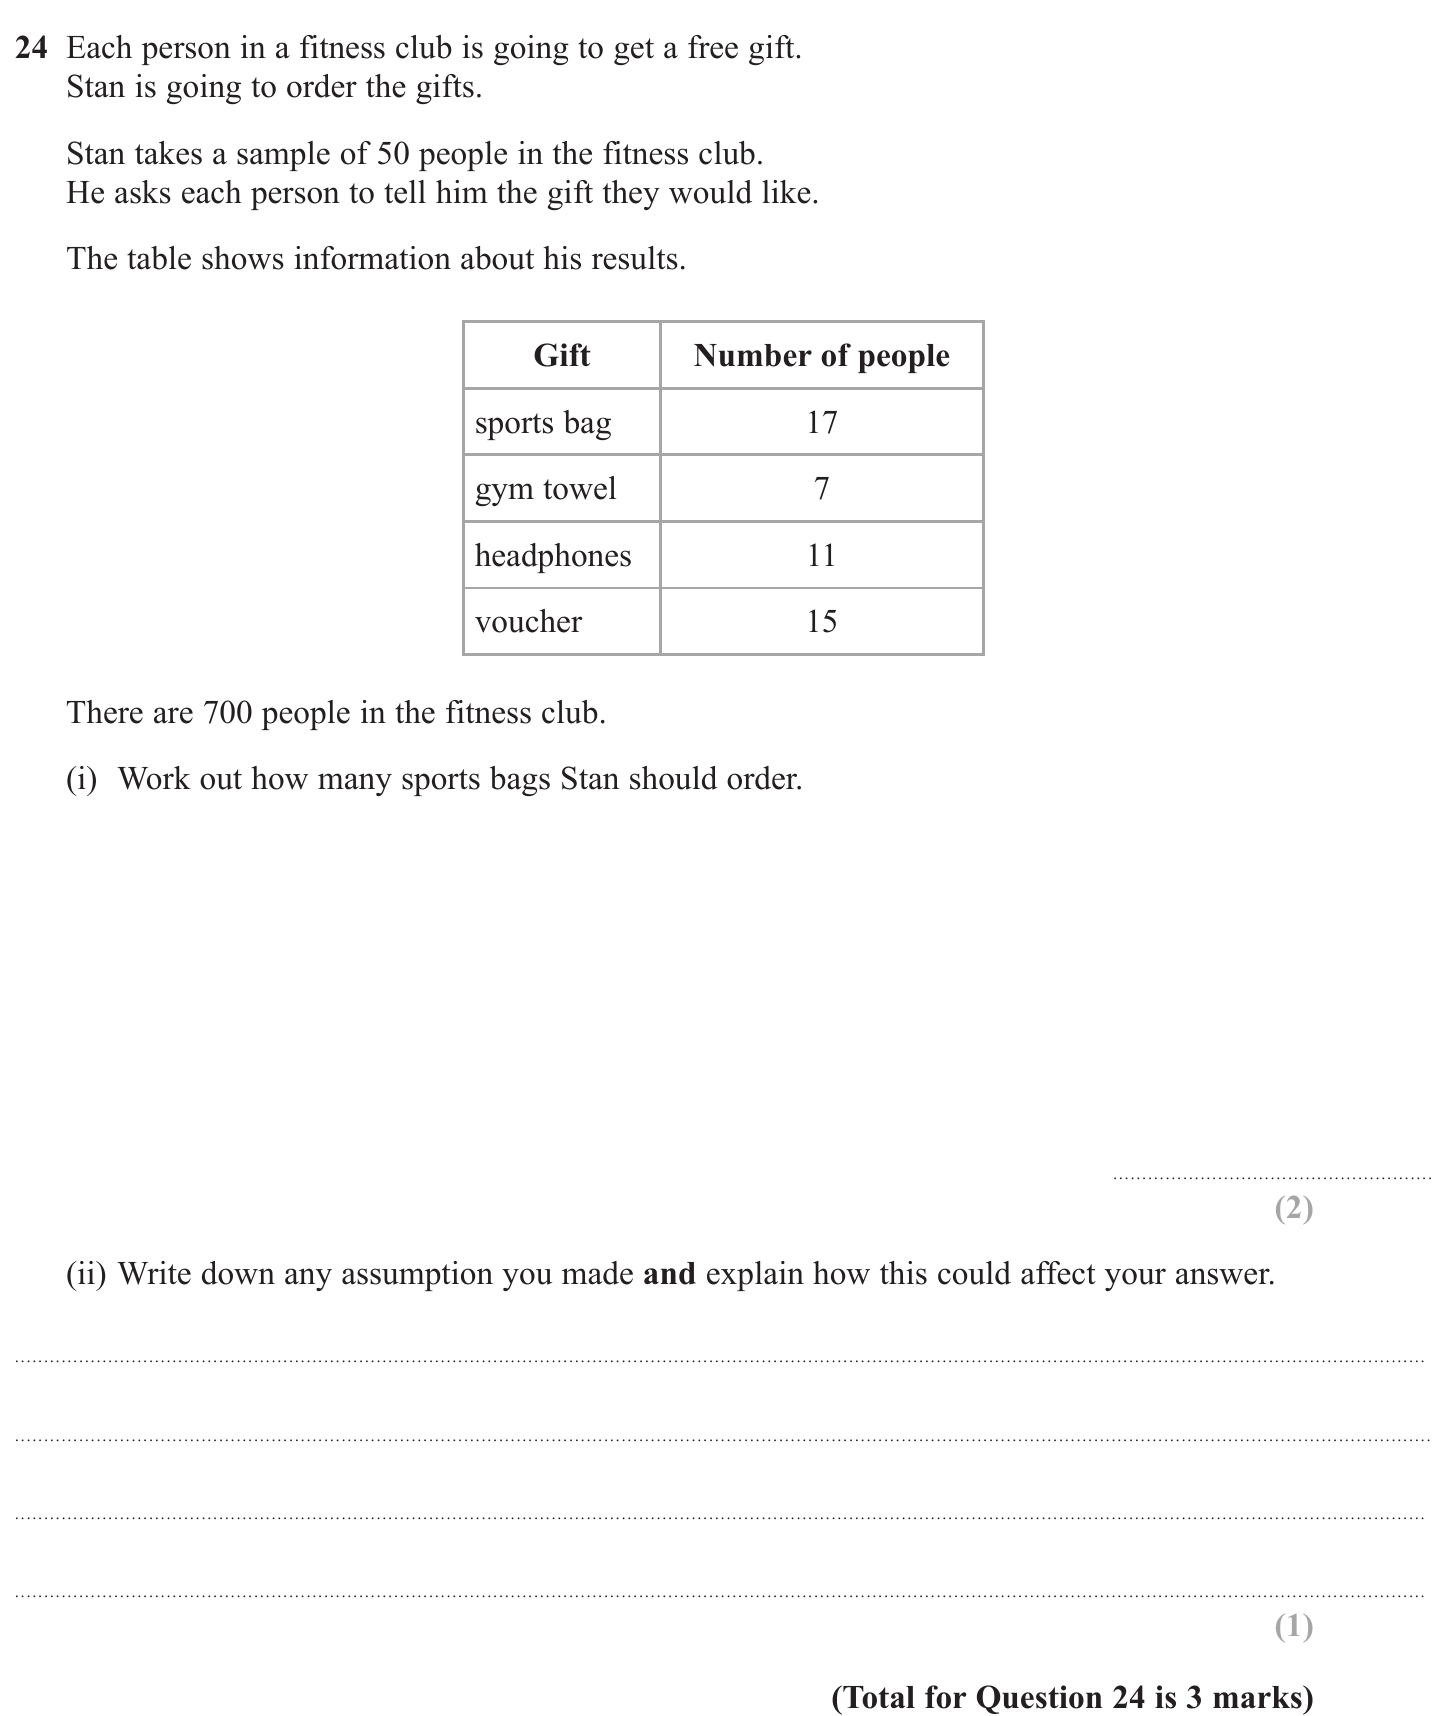 24 Each person in a fitness club is going to get a free gift.
Stan is going to order the gifts.
Stan takes a sample of 50 people in the fitness club.
He asks each person to tell him the gift they would like.
The table shows information about his results.
Gift Number of people
sports bag 17
gym towel 7
headphones 11
voucher 15
There are 700 people in the fitness club.
(i) Work out how many sports bags Stan should order.
(2)
(ii) Write down any assumption you made and explain how this could affect your answer.
(1)
(Total for Question 24 is 3 marks)